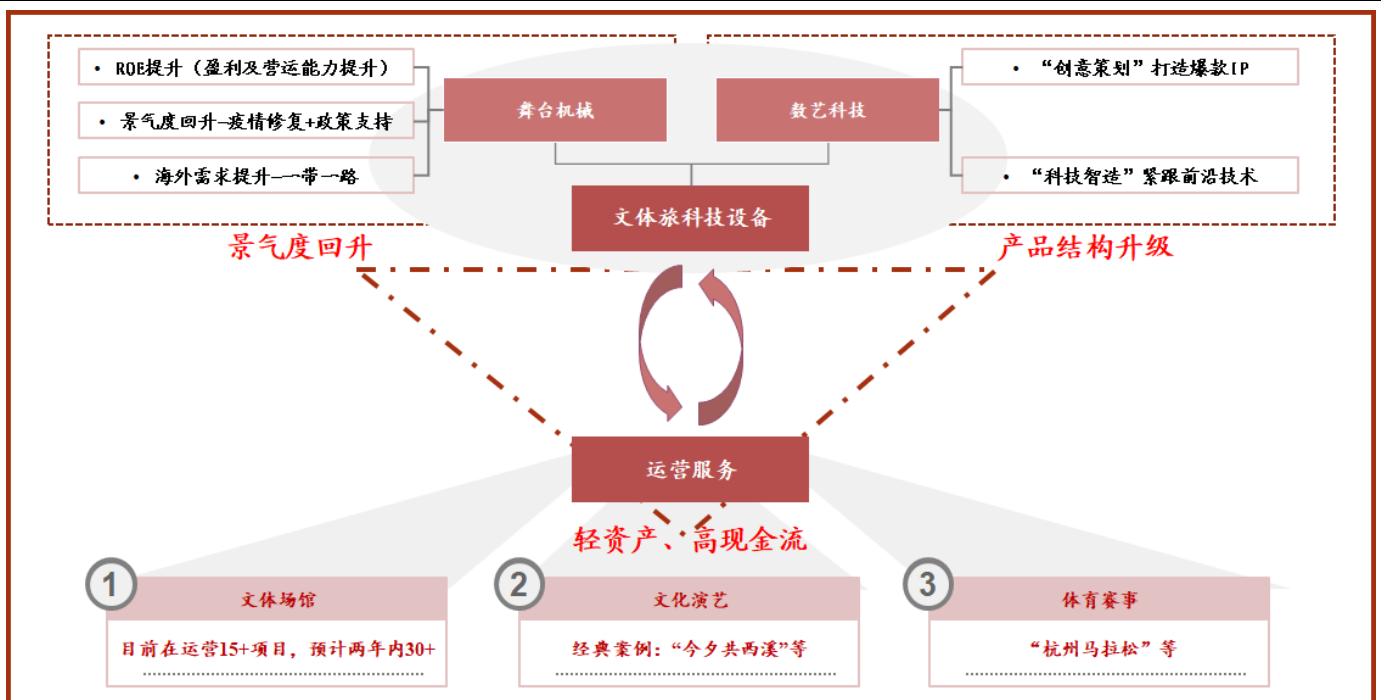 • ROE提升（盈利及营运能力提升）
• 景气度回升—疫情修复+政策支持
• 海外需求提升—一带一路
舞台机械
数艺科技
• “创意策划”打造爆款IP
• “科技智造”紧跟前沿技术
文体旅科技设备
景气度回升
产品结构升级
运营服务
轻资产、高现金流
1
文体场馆
目前在运营15+项目，预计两年内30+
2
文化演艺
经典案例：“今夕共西溪”等
3
体育赛事
“杭州马拉松”等